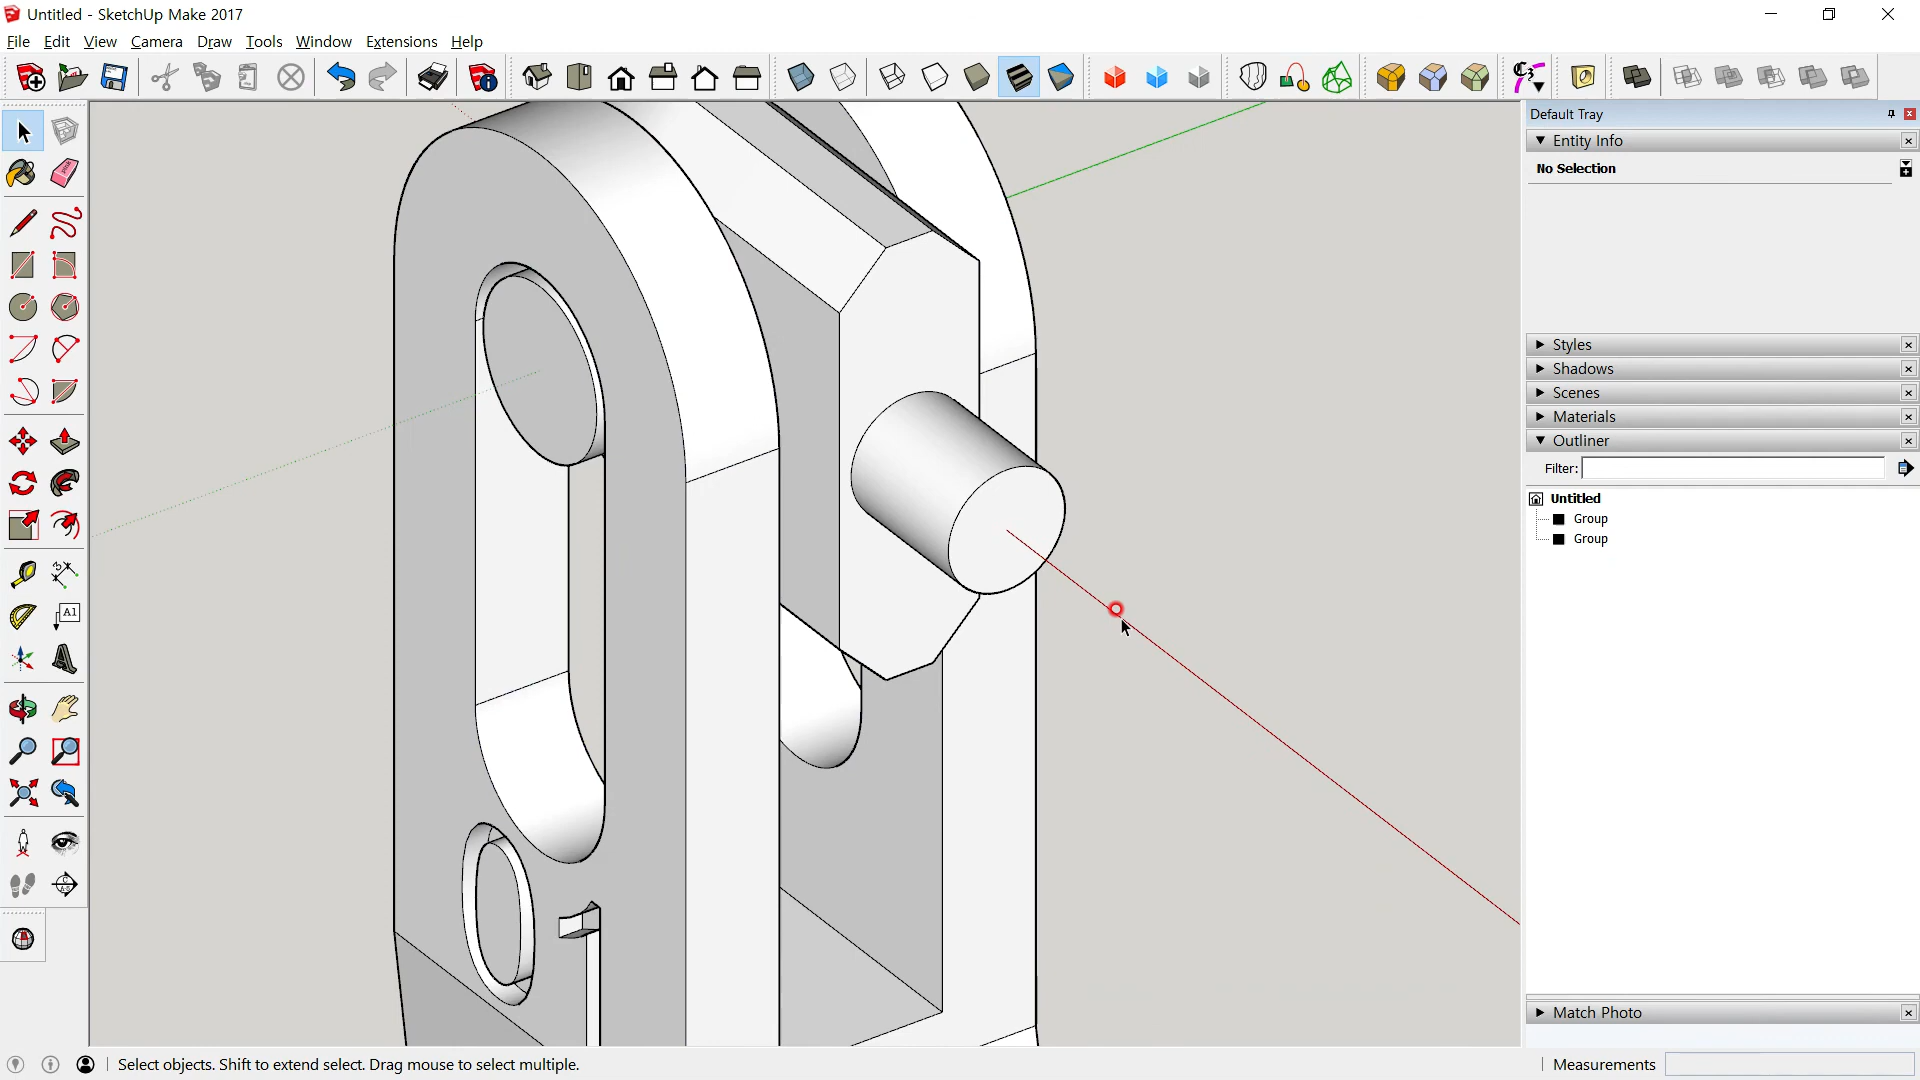 Untitled - SketchUp Make 2017
File Edit View Camera Draw Tools Window Extensions Help
Default Tray
Entity Info
No Selection
Styles
Shadows
Scenes
Materials
Outliner
Filter:
Untitled
Group
Group
A1
Match Photo
Select objects. Shift to extend select. Drag mouse to select multiple.
Measurements